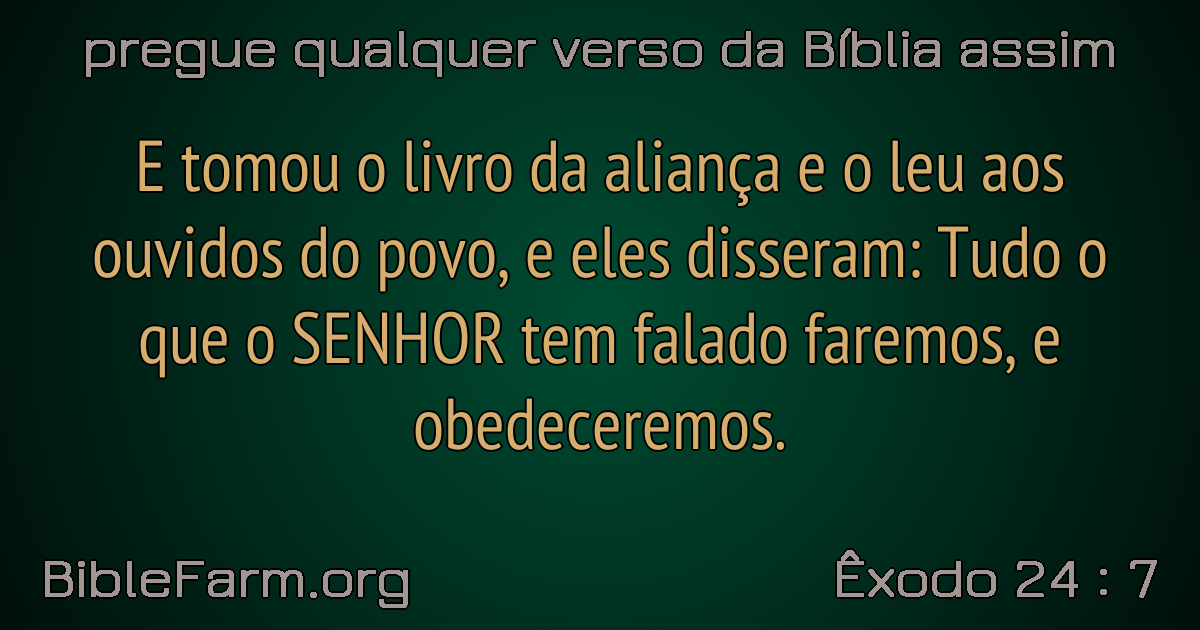 pregue qualquer verso da Bíblia assim
E tomou o livro da aliança e o leu aos
ouvidos do povo, e eles disseram: Tudo o
que o SENHOR tem falado faremos, e
obedeceremos.
BibleFarm.org
Êxodo 24 : 7